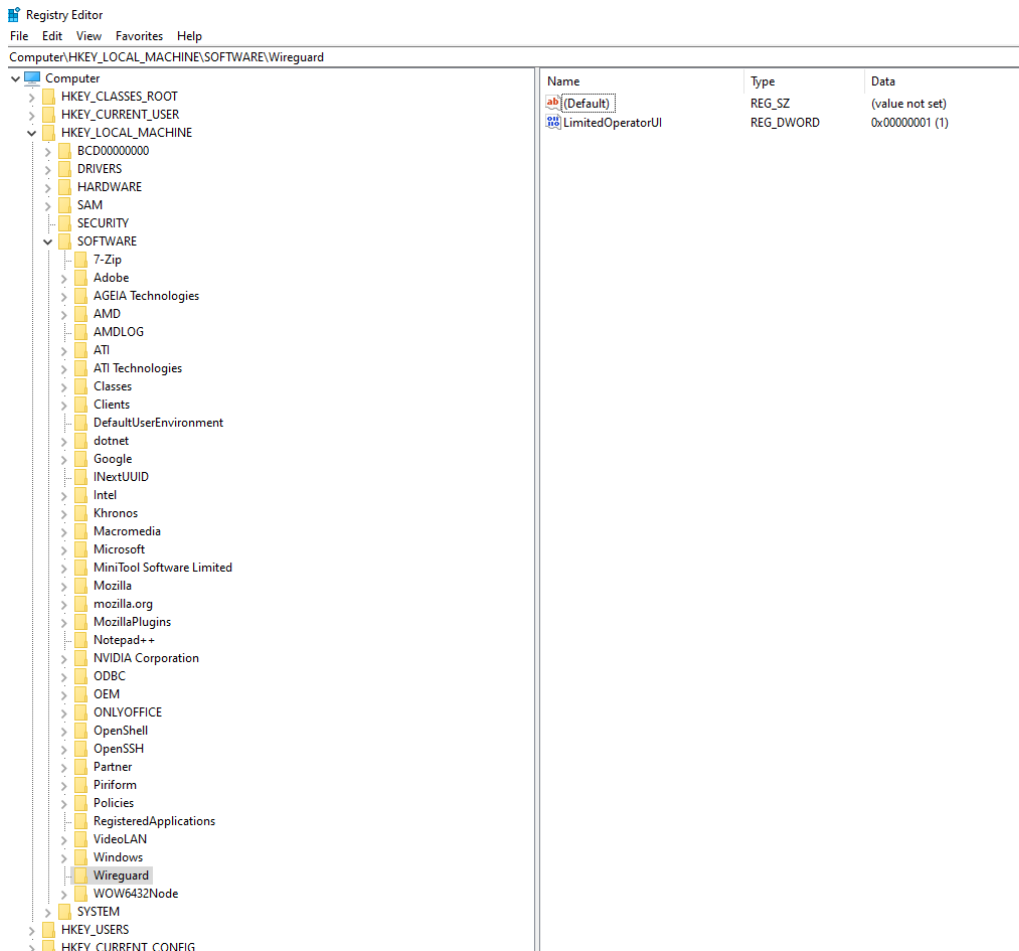 Registry Editor
File Edit View Favorites Help
Computer\HKEY_LOCAL_MACHINE\SOFTWARE\Wireguard
Computer
HKEY_CLASSES_ROOT
HKEY_CURRENT_USER
HKEY_LOCAL_MACHINE
BCD00000000
DRIVERS
HARDWARE
SAM
SECURITY
SOFTWARE
7-Zip
Adobe
AGEIA Technologies
AMD
AMDLOG
ATI
ATI Technologies
Classes
Clients
DefaultUserEnvironment
dotnet
Google
INextUUID
Intel
Khronos
Macromedia
Microsoft
MiniTool Software Limited
Mozilla
mozilla.org
MozillaPlugins
Notepad++
NVIDIA Corporation
ODBC
OEM
ONLYOFFICE
OpenShell
OpenSSH
Partner
Piriform
Policies
RegisteredApplications
VideoLAN
Windows
Wireguard
WOW6432Node
SYSTEM
HKEY_USERS
HKEY_CURRENT_CONFIG
Name Type Data
(Default) REG_SZ (value not set)
LimitedOperatorUI REG_DWORD 0x00000001 (1)